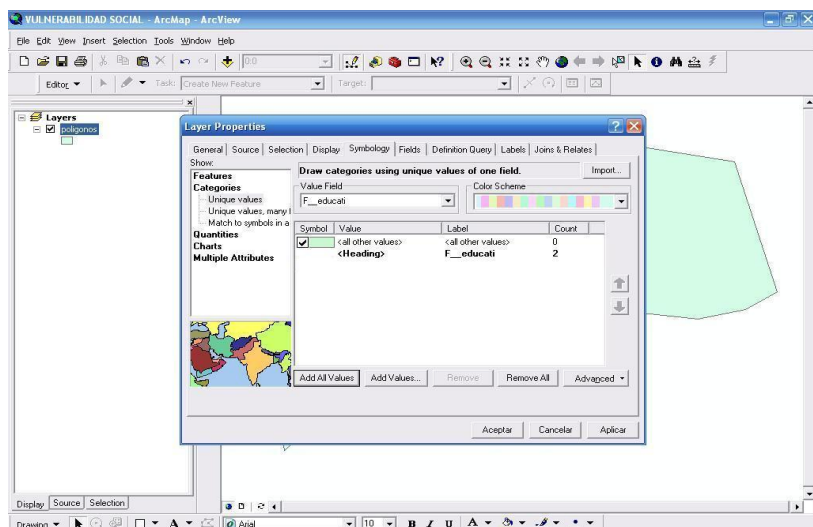 VULNERABILIDAD SOCIAL - ArcMap - ArcView
File Edit View Insert Selection Tools Window Help
0:0
Editor Task: Create New Feature Target:
Layers
poligonos
Layer Properties
General Source Selection Display Symbology Fields Definition Query Labels Joins & Relates
Show:
Features
Categories
Unique values
Unique values, many f
Match to symbols in a
Quantities
Charts
Multiple Attributes
Draw categories using unique values of one field.
Import...
Value Field
Color Scheme
F__educati
Symbol Value Label Count
<all other values> <all other values> 0
<Heading> F__educati 2
Add All Values Add Values... Remove Remove All Advanced
Aceptar Cancelar Aplicar
Display Source Selection
Drawing A Arial 10 B I U A